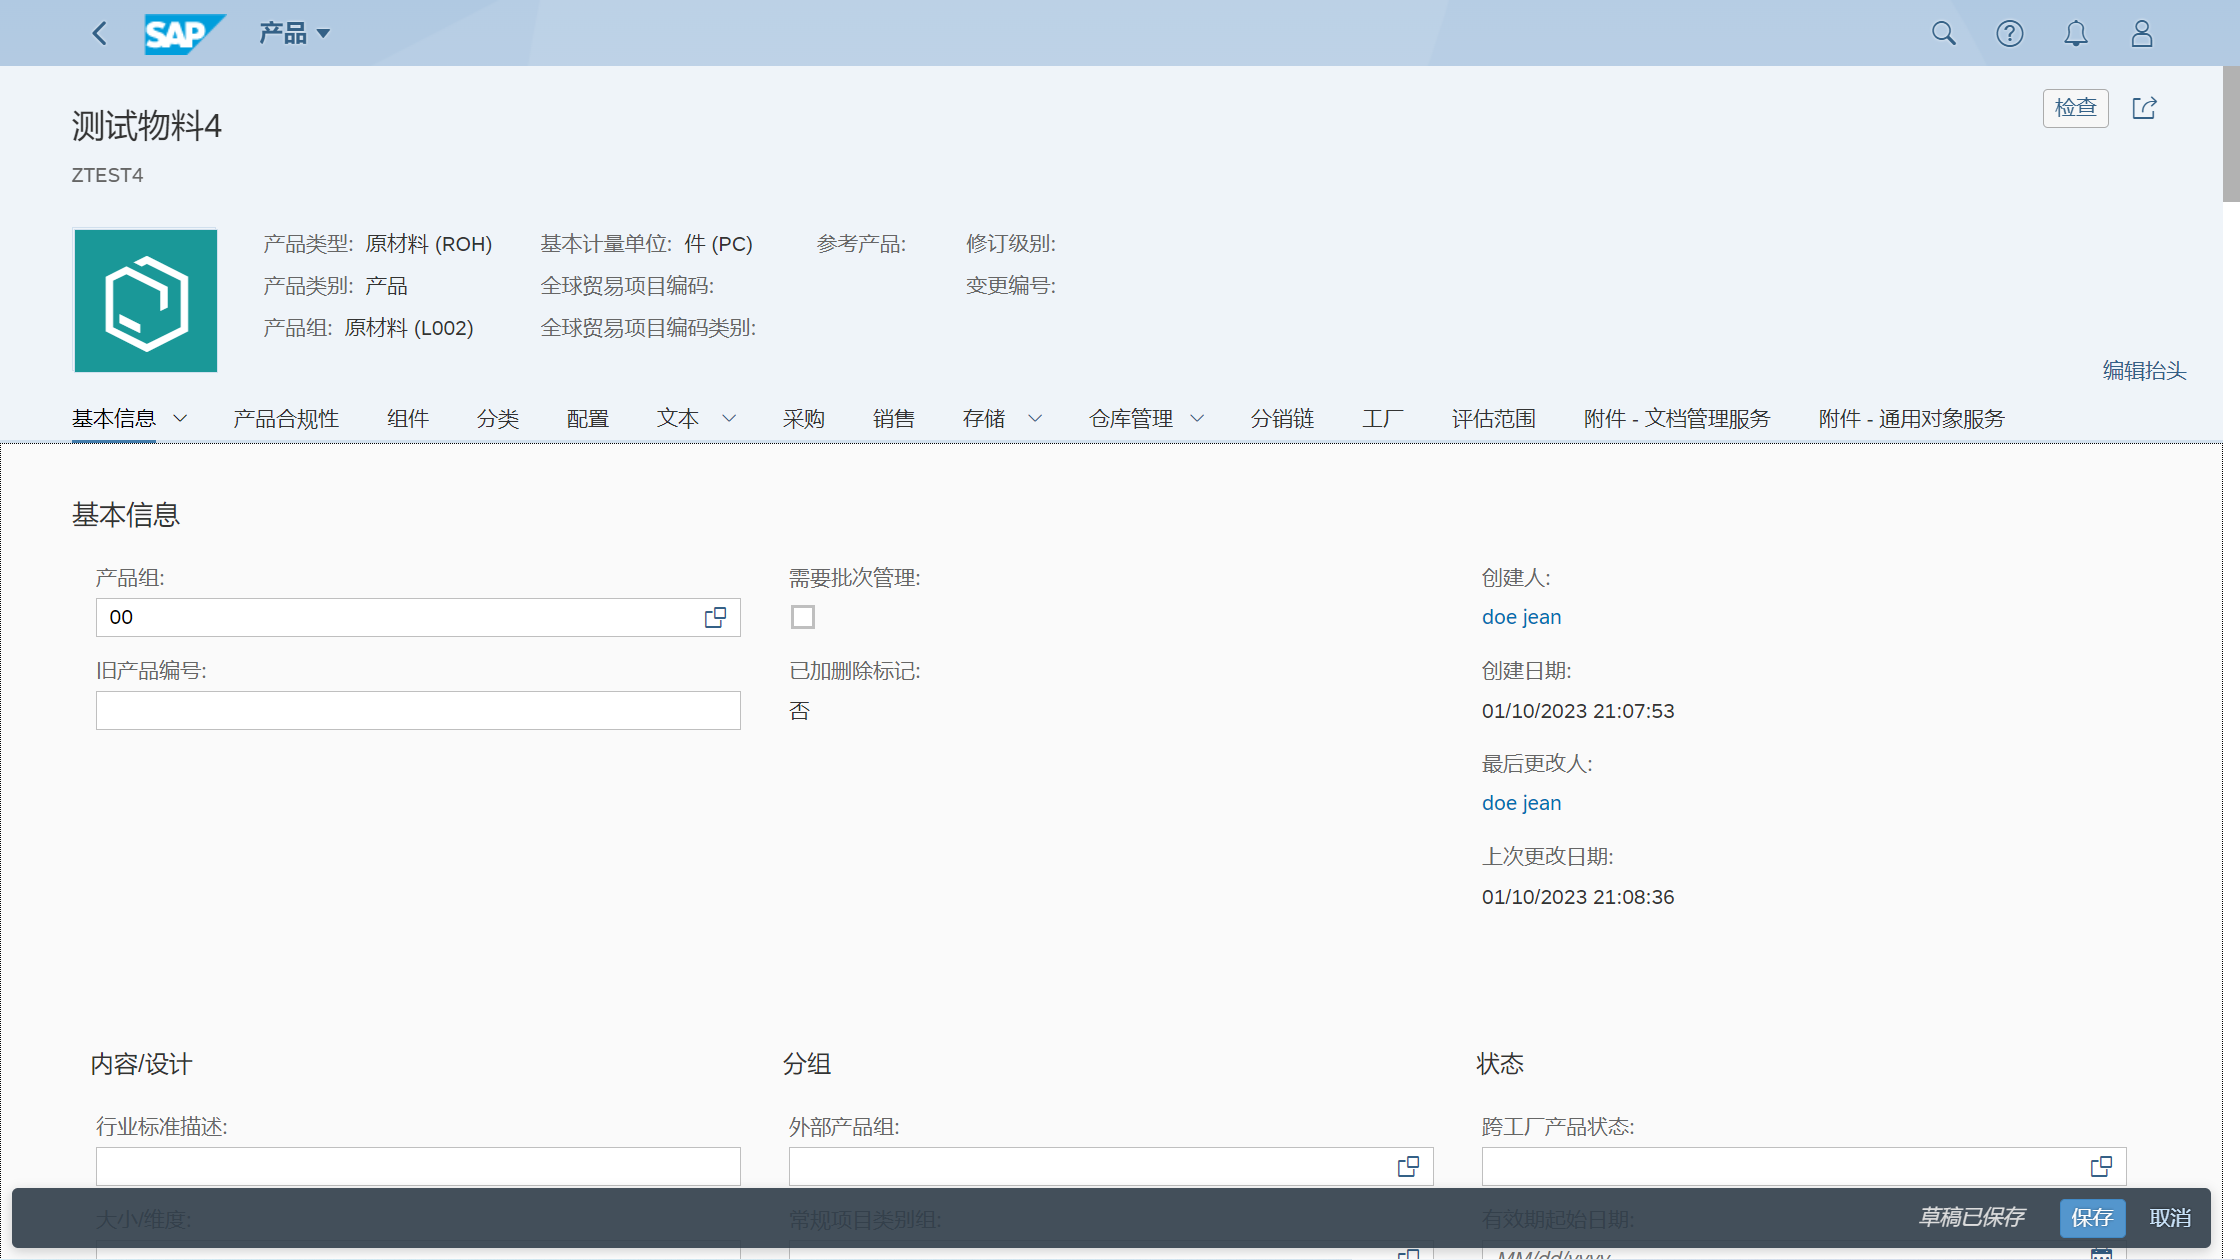 SAP 产品
测试物料4
检查
ZTEST4
产品类型: 原材料 (ROH) 基本计量单位: 件 (PC) 参考产品: 修订级别:
产品类别: 产品 全球贸易项目编码: 变更编号:
产品组: 原材料 (L002) 全球贸易项目编码类别:
编辑抬头
基本信息 产品合规性 组件 分类 配置 文本 采购 销售 存储 仓库管理 分销链 工厂 评估范围 附件 - 文档管理服务 附件 - 通用对象服务
基本信息
产品组: 需要批次管理: 创建人:
00 doe jean
旧产品编号: 已加删除标记: 创建日期:
否 01/10/2023 21:07:53
最后更改人:
doe jean
上次更改日期:
01/10/2023 21:08:36
内容/设计 分组 状态
行业标准描述: 外部产品组: 跨工厂产品状态:
大小/维度: 常规项目类别组: 有效期起始日期:
草稿已保存 保存 取消
MM/dd/yyyy